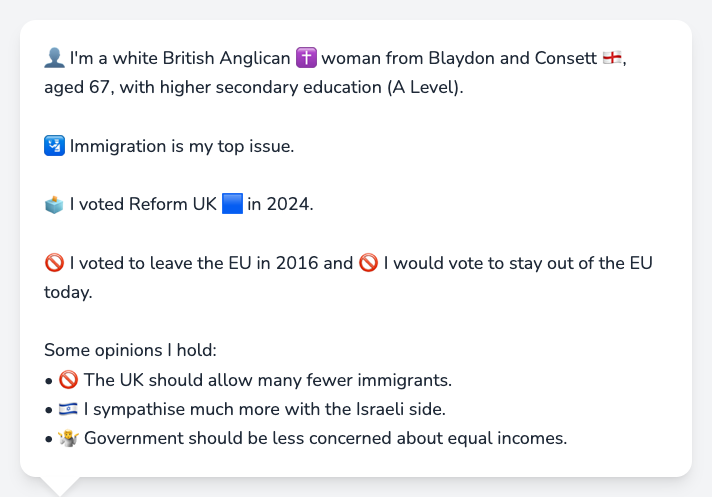 👤 I'm a white British Anglican ✝️ woman from Blaydon and Consett 🏴󠁧󠁢󠁥󠁮󠁧󠁿,
aged 67, with higher secondary education (A Level).
🛂 Immigration is my top issue.
🗳️ I voted Reform UK 🟦 in 2024.
🚫 I voted to leave the EU in 2016 and 🚫 I would vote to stay out of the EU
today.
Some opinions I hold:
• 🚫 The UK should allow many fewer immigrants.
• 🇮🇱 I sympathise much more with the Israeli side.
• 🤷 Government should be less concerned about equal incomes.